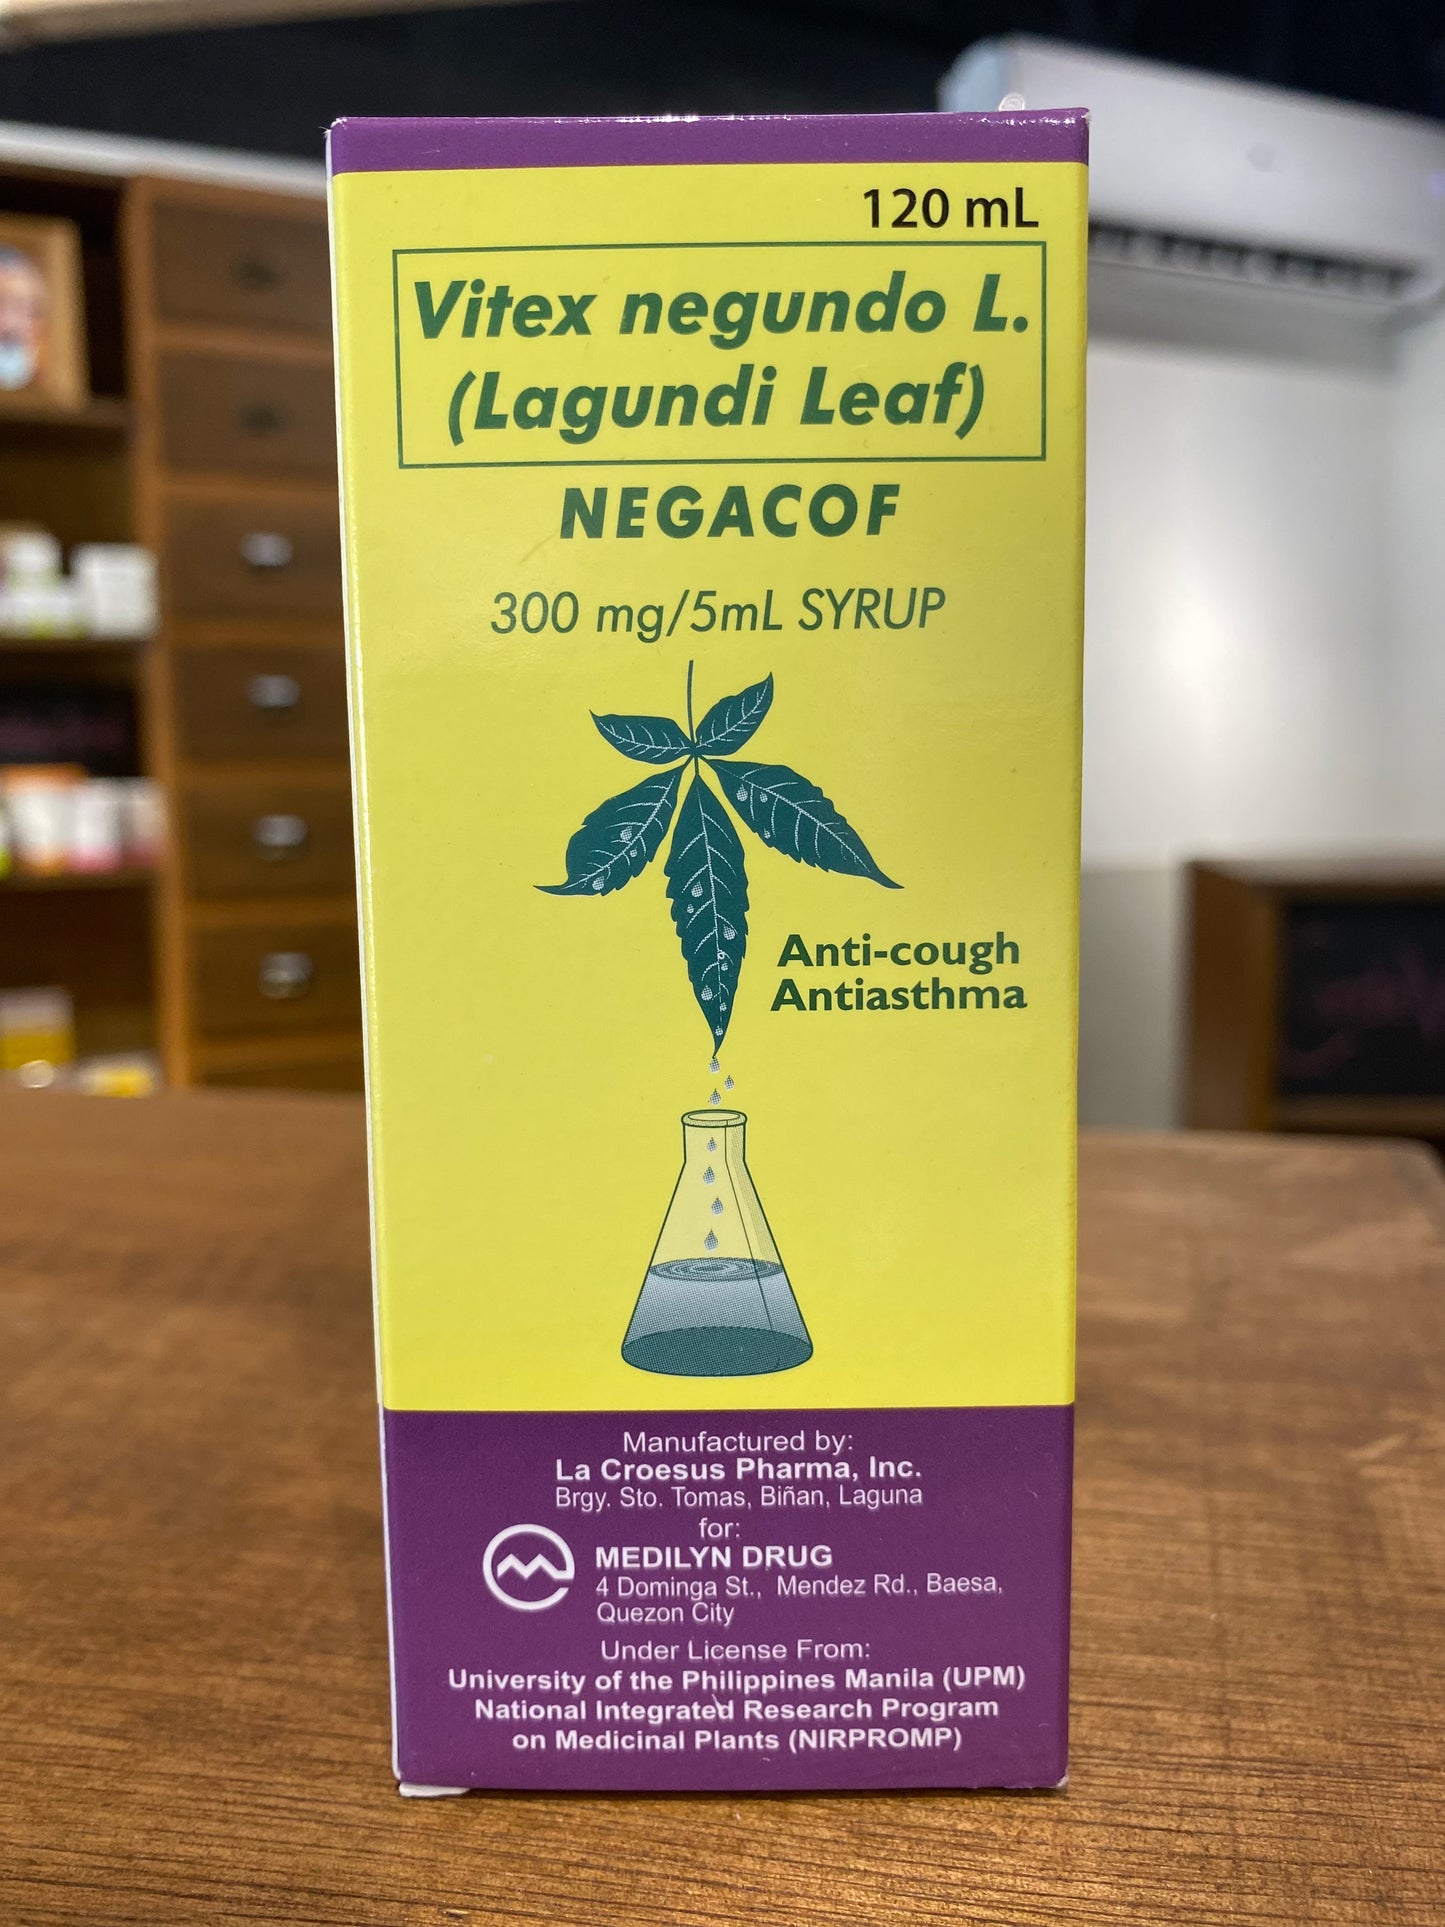 120 mL
Vitex negundo L.
(Lagundi Leaf)
NEGACOF
300 mg/5mL SYRUP
Anti-cough
Antiasthma
Manufactured by:
La Croesus Pharma, Inc.
Brgy. Sto. Tomas, Biñan, Laguna
for:
MEDILYN DRUG
4 Dominga St., Mendez Rd., Baesa,
Quezon City
Under License From:
University of the Philippines Manila (UPM)
National Integrated Research Program
on Medicinal Plants (NIRPROMP)